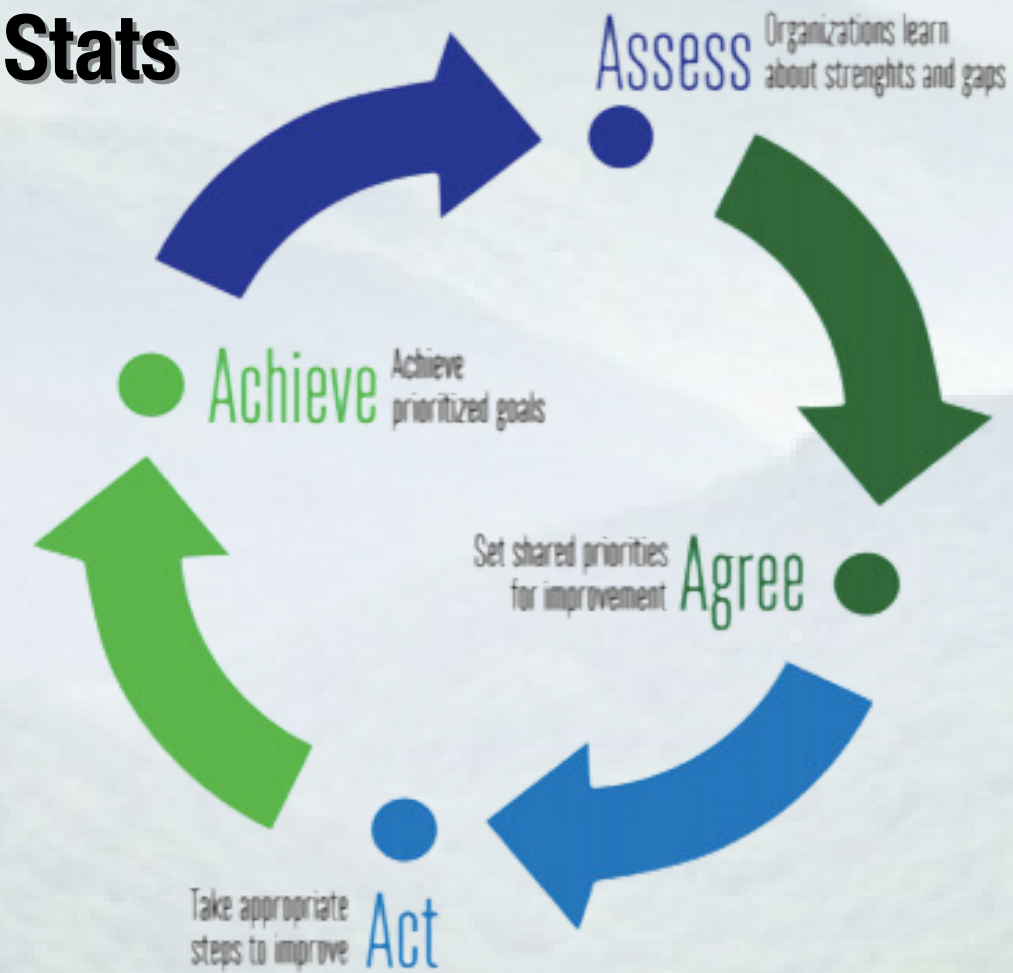 Stats
Assess
Organizations learn
about strenghts and gaps
Achieve
Achieve
prioritized goals
Set shared priorities
for improvement
Agree
Take appropriate
steps to improve
Act